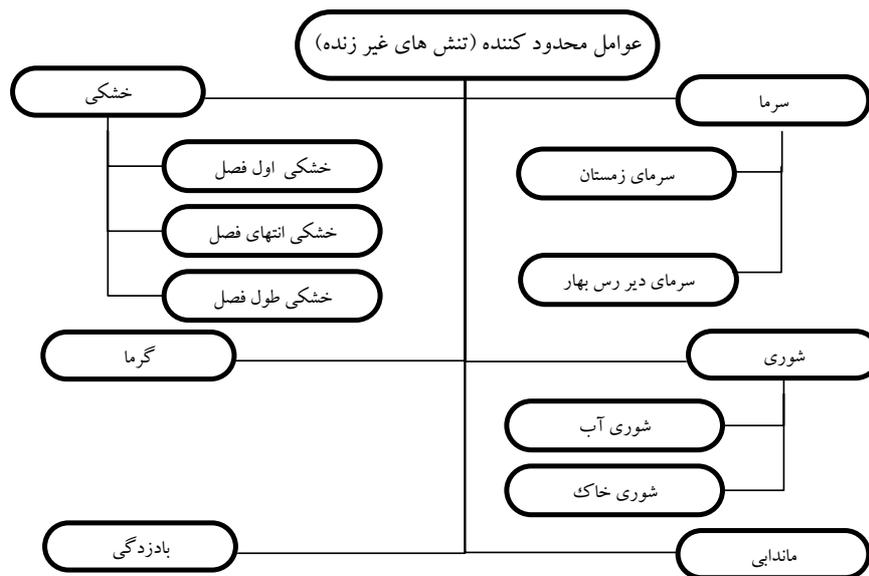 عوامل محدود کننده (تنش های غیر زنده)
سرما
سرمای زمستان
سرمای دیر رس بهار
خشکی
خشکی اول فصل
خشکی انتهای فصل
خشکی طول فصل
شوری
شوری آب
شوری خاک
گرما
ماندابی
بادزدگی